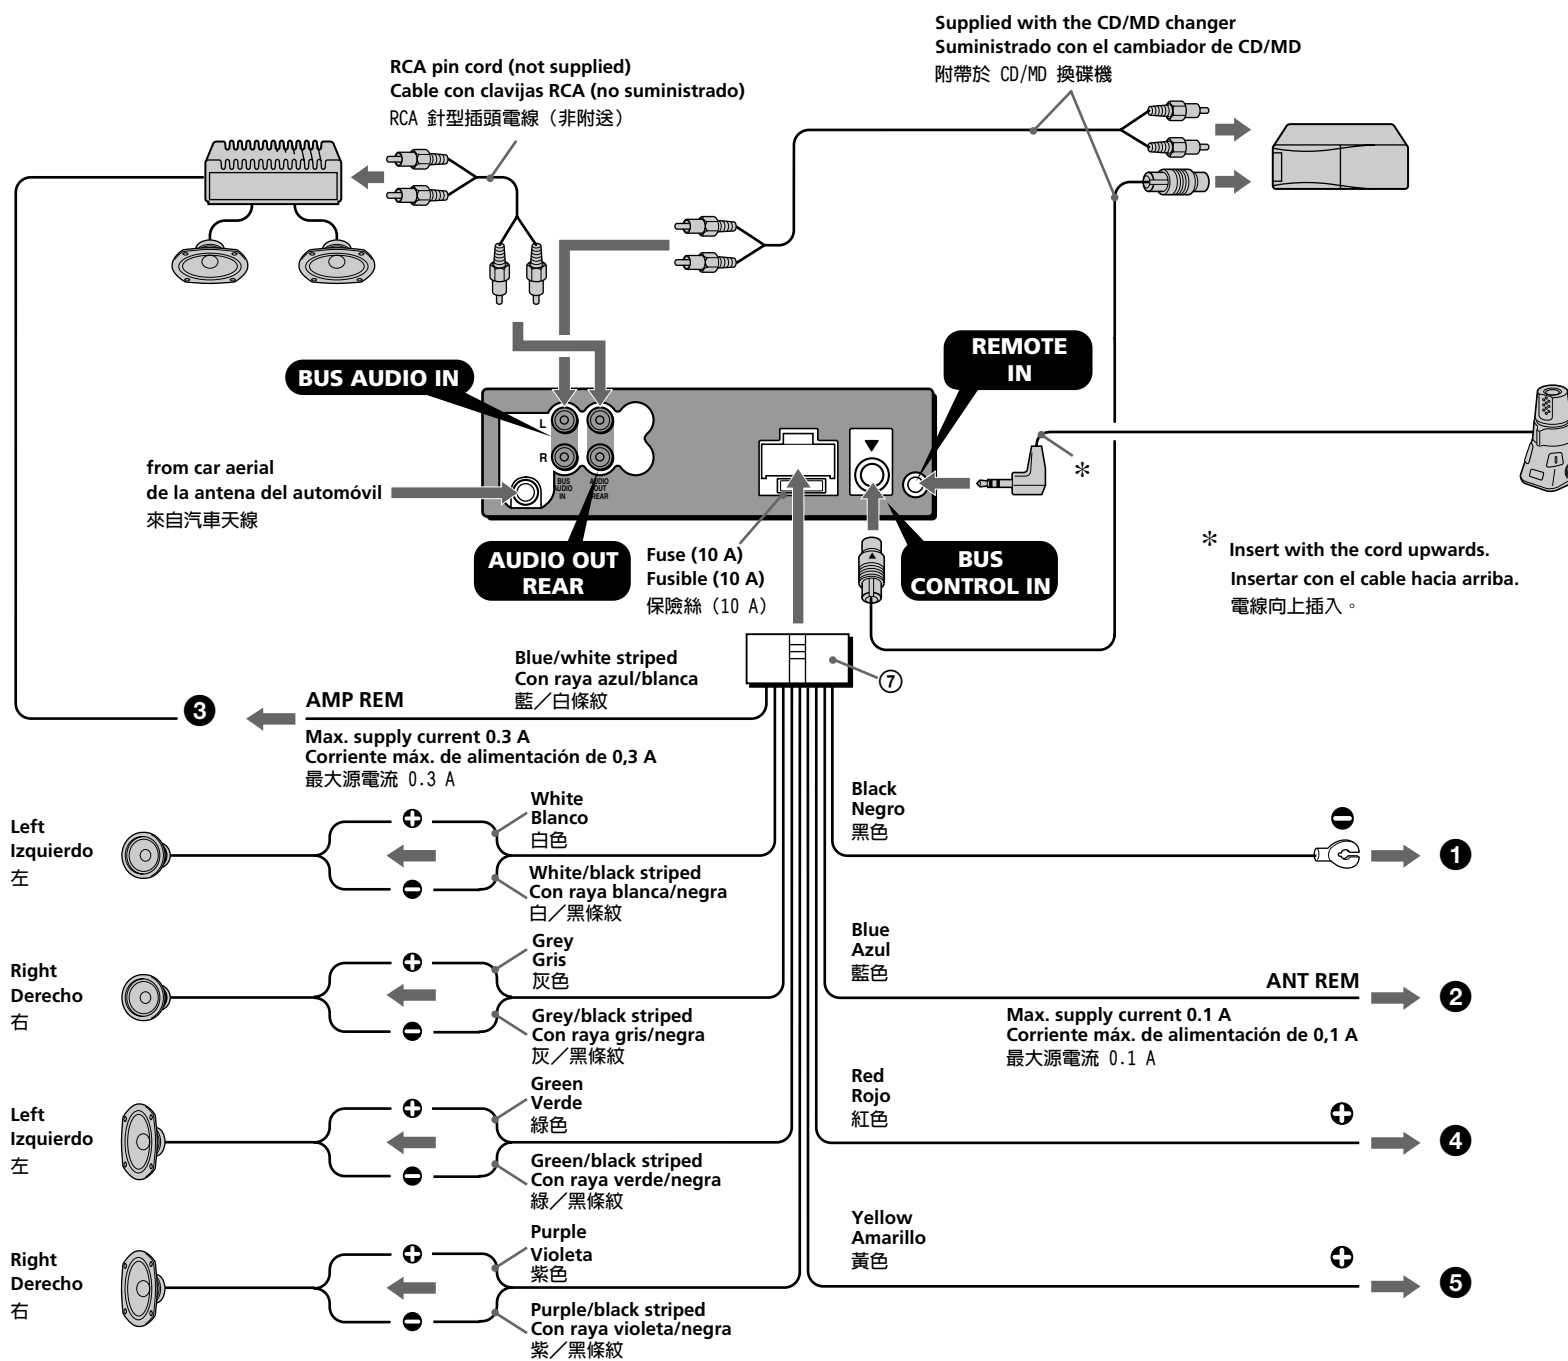 Supplied with the CD/MD changer
Suministrado con el cambiador de CD/MD
附帶於 CD/MD 換碟機
RCA pin cord (not supplied)
Cable con clavijas RCA (no suministrado)
RCA 針型插頭電線（非附送）
REMOTE
IN
BUS AUDIO IN
L
R
BUS
AUDIO
IN
AUDIO
OUT
REAR
*
from car aerial
de la antena del automóvil
來自汽車天線
AUDIO OUT
REAR
Fuse (10 A)
Fusible (10 A)
保險絲（10 A）
BUS
CONTROL IN
* Insert with the cord upwards.
Insertar con el cable hacia arriba.
電線向上插入。
Blue/white striped
Con raya azul/blanca
藍／白條紋
⑦
❸
AMP REM
Max. supply current 0.3 A
Corriente máx. de alimentación de 0,3 A
最大源電流 0.3 A
Left
Izquierdo
左
+
−
White
Blanco
白色
White/black striped
Con raya blanca/negra
白／黑條紋
Black
Negro
黑色
−
❶
Right
Derecho
右
+
−
Grey
Gris
灰色
Grey/black striped
Con raya gris/negra
灰／黑條紋
Blue
Azul
藍色
ANT REM
❷
Max. supply current 0.1 A
Corriente máx. de alimentación de 0,1 A
最大源電流 0.1 A
Left
Izquierdo
左
+
−
Green
Verde
綠色
Green/black striped
Con raya verde/negra
綠／黑條紋
Red
Rojo
紅色
+
❹
Right
Derecho
右
+
−
Purple
Violeta
紫色
Purple/black striped
Con raya violeta/negra
紫／黑條紋
Yellow
Amarillo
黃色
+
❺